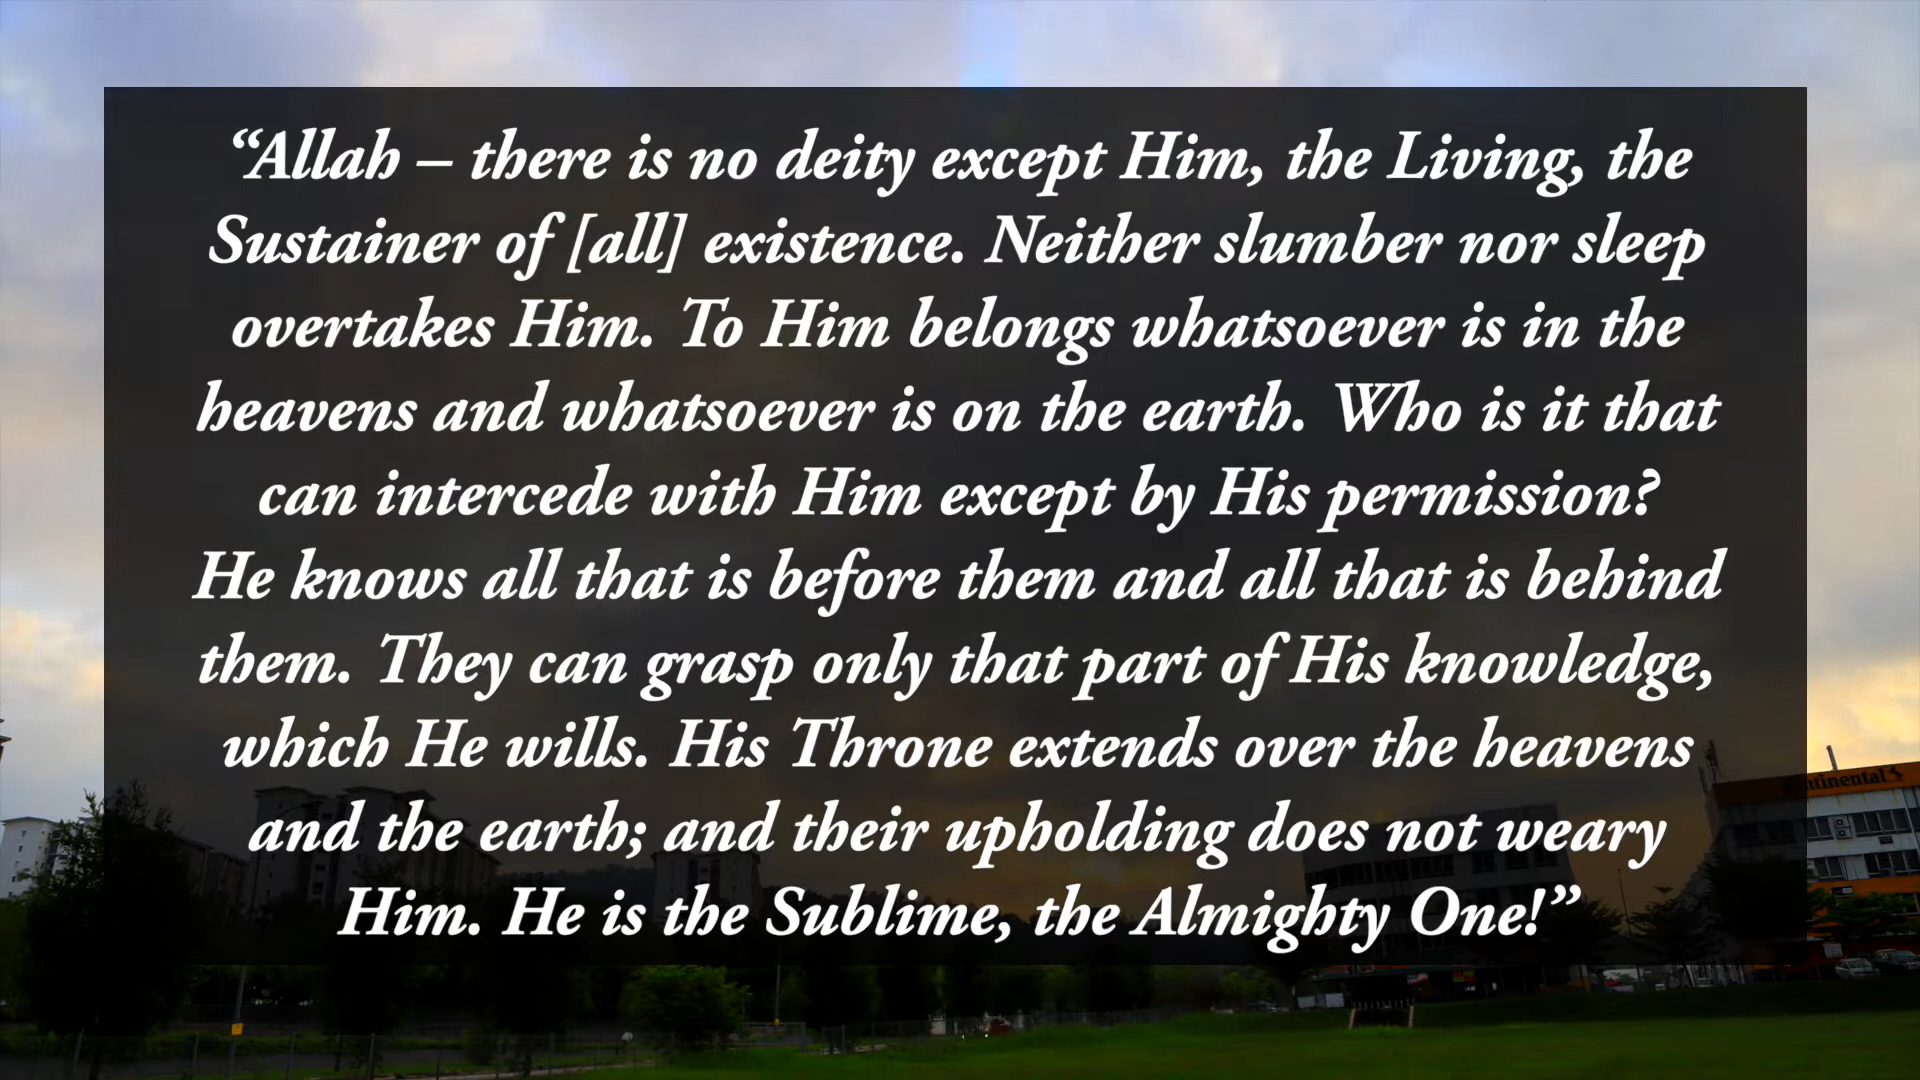 “Allah – there is no deity except Him, the Living, the
Sustainer of [all] existence. Neither slumber nor sleep
overtakes Him. To Him belongs whatsoever is in the
heavens and whatsoever is on the earth. Who is it that
can intercede with Him except by His permission?
He knows all that is before them and all that is behind
them. They can grasp only that part of His knowledge,
which He wills. His Throne extends over the heavens
and the earth; and their upholding does not weary
Him. He is the Sublime, the Almighty One!”